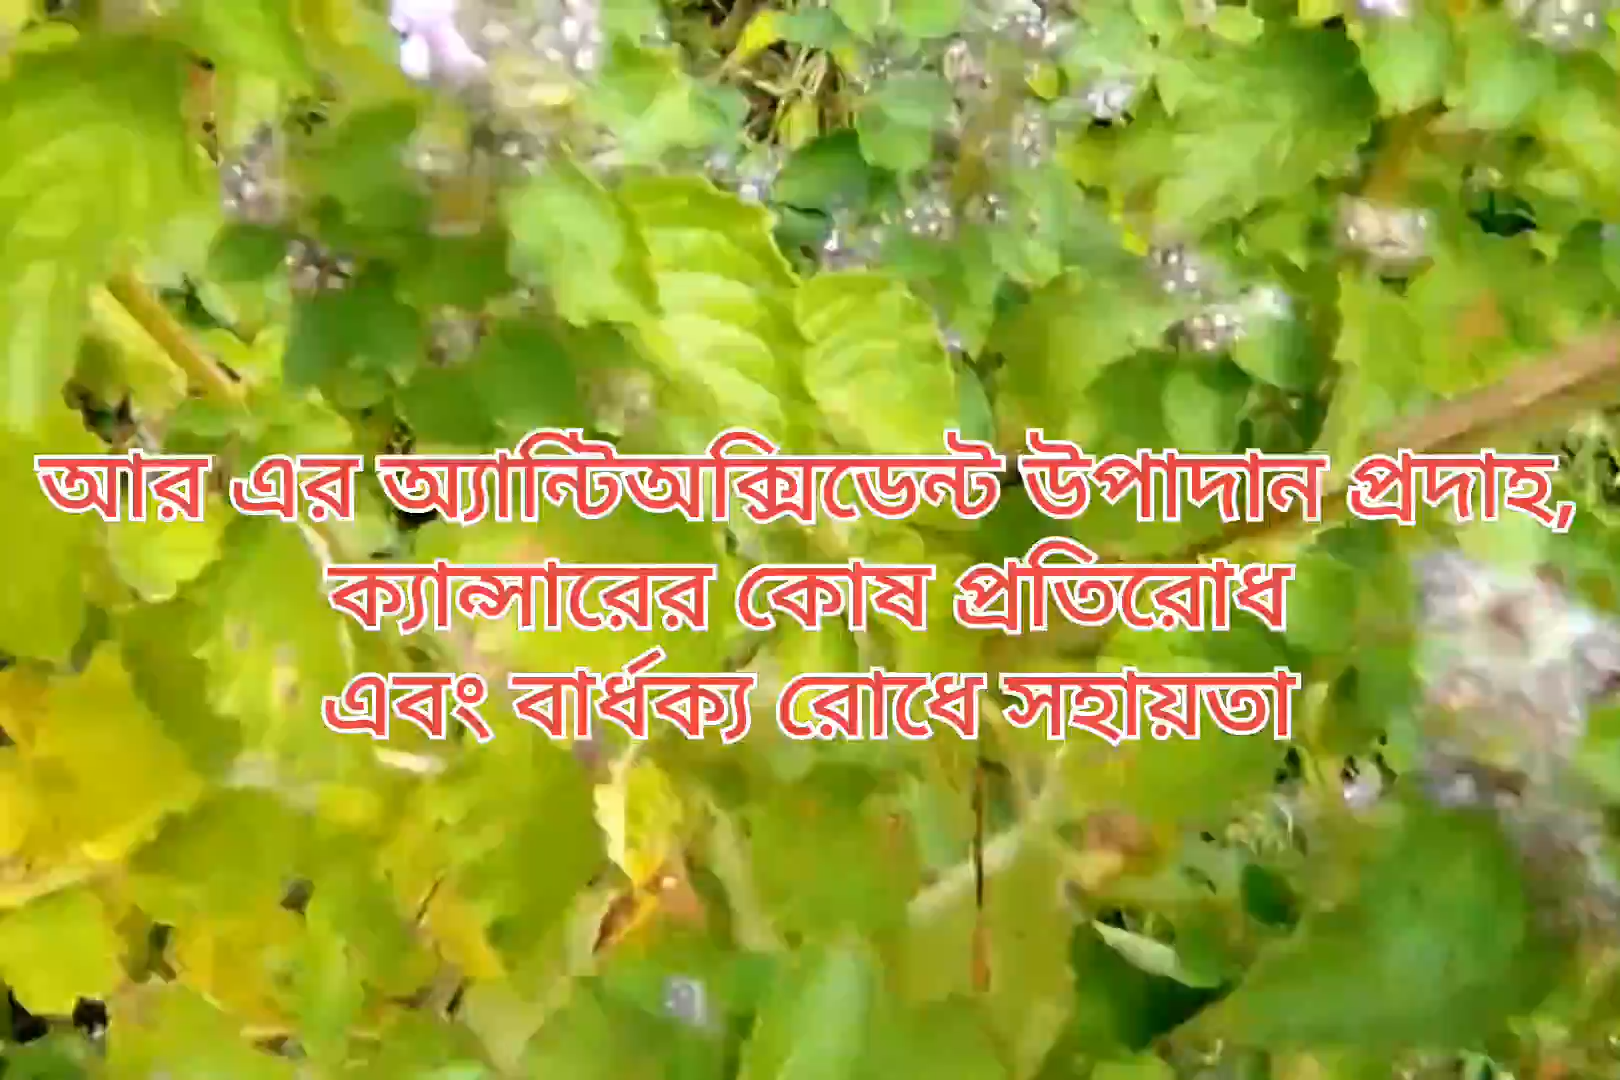 আর এর অ্যান্টিঅক্সিডেন্ট উপাদান প্রদাহ,
ক্যান্সারের কোষ প্রতিরোধ
এবং বার্ধক্য রোধে সহায়তা